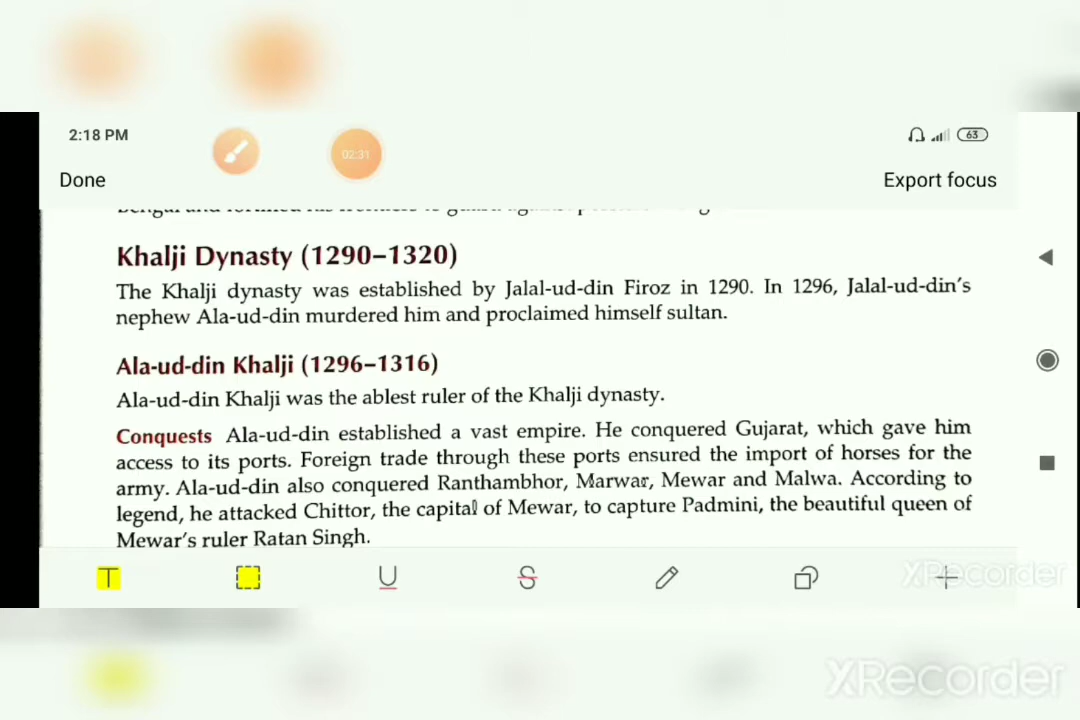 2:18 PM
02:31
63
Done
Export focus
Khalji Dynasty (1290–1320)
The Khalji dynasty was established by Jalal-ud-din Firoz in 1290. In 1296, Jalal-ud-din's
nephew Ala-ud-din murdered him and proclaimed himself sultan.
Ala-ud-din Khalji (1296–1316)
Ala-ud-din Khalji was the ablest ruler of the Khalji dynasty.
Conquests Ala-ud-din established a vast empire. He conquered Gujarat, which gave him
access to its ports. Foreign trade through these ports ensured the import of horses for the
army. Ala-ud-din also conquered Ranthambhor, Marwar, Mewar and Malwa. According to
legend, he attacked Chittor, the capital of Mewar, to capture Padmini, the beautiful queen of
Mewar's ruler Ratan Singh.
T
U
S
XRecorder
XRecorder